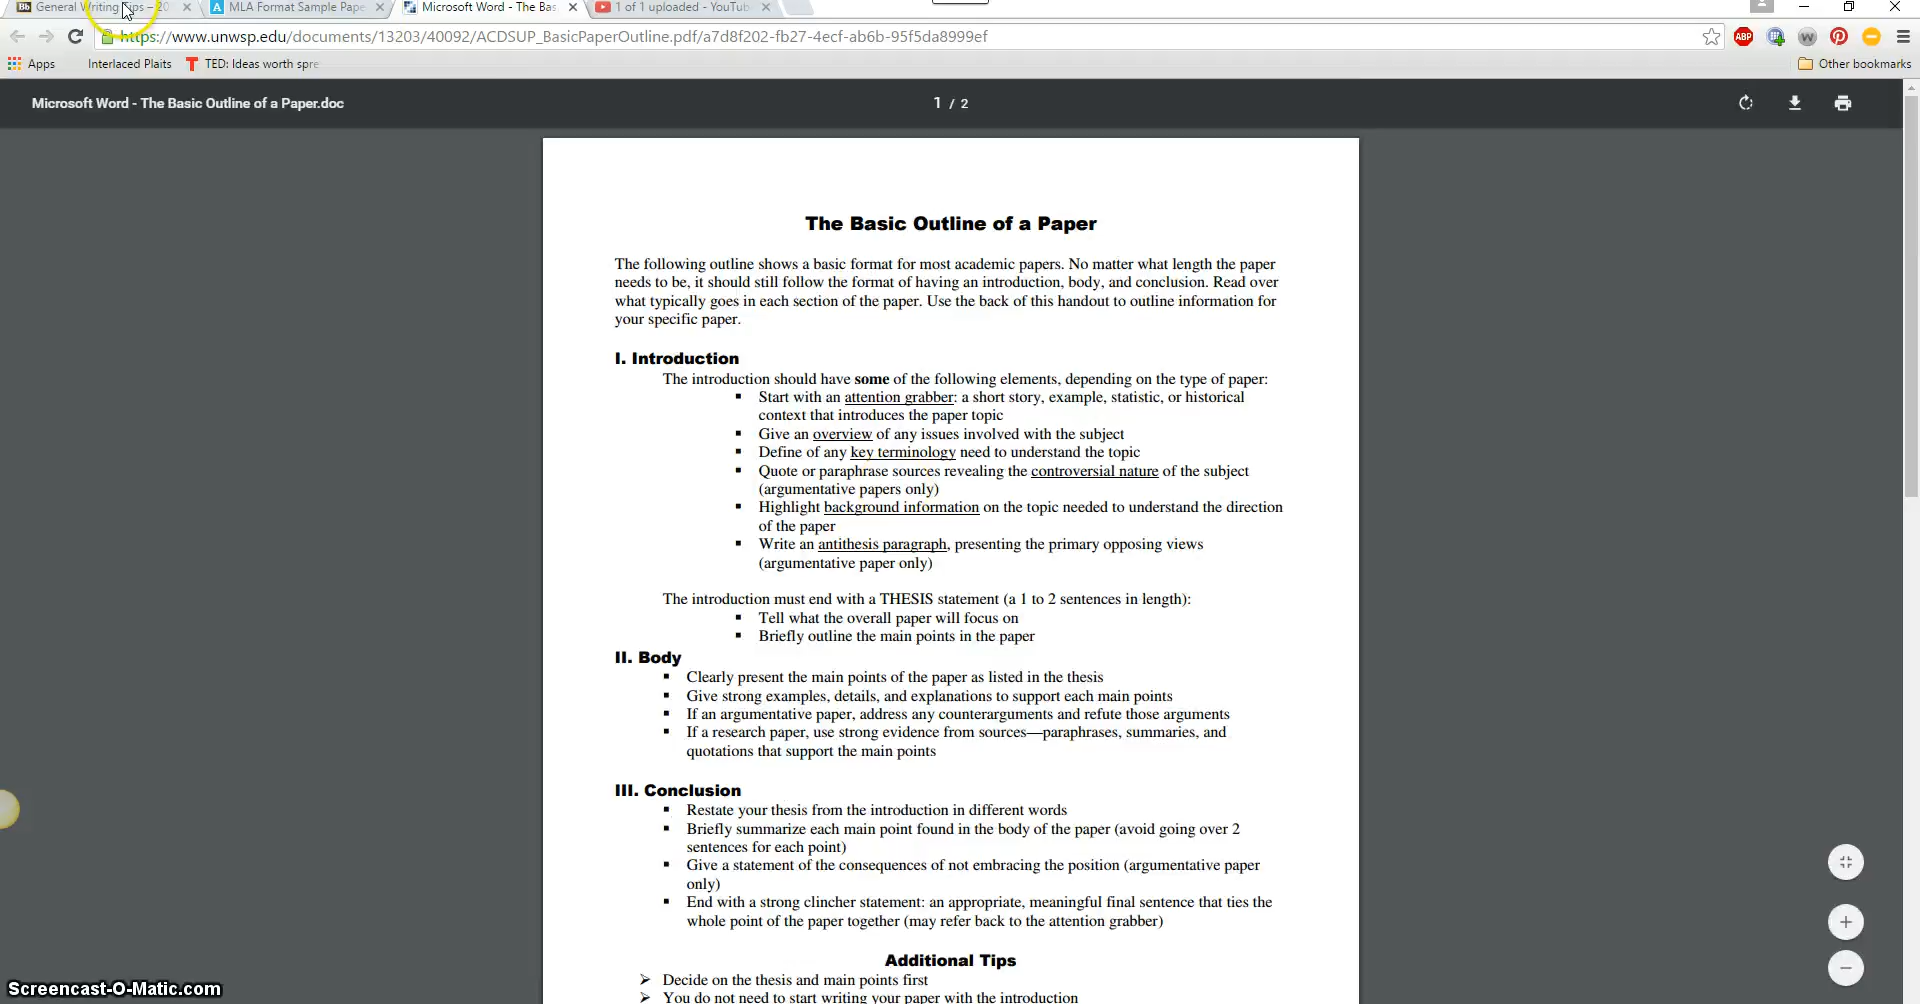 General Writing Tips – 20
MLA Format Sample Pape
Microsoft Word - The Bas
1 of 1 uploaded - YouTub
https://www.unwsp.edu/documents/13203/40092/ACDSUP_BasicPaperOutline.pdf/a7d8f202-fb27-4ecf-ab6b-95f5da8999ef
ABP
Apps
Interlaced Plaits
TED: Ideas worth spre
Other bookmarks
Microsoft Word - The Basic Outline of a Paper.doc
1 / 2
The Basic Outline of a Paper
The following outline shows a basic format for most academic papers. No matter what length the paper
needs to be, it should still follow the format of having an introduction, body, and conclusion. Read over
what typically goes in each section of the paper. Use the back of this handout to outline information for
your specific paper.
I. Introduction
The introduction should have some of the following elements, depending on the type of paper:
▪ Start with an attention grabber: a short story, example, statistic, or historical
context that introduces the paper topic
▪ Give an overview of any issues involved with the subject
▪ Define of any key terminology need to understand the topic
▪ Quote or paraphrase sources revealing the controversial nature of the subject
(argumentative papers only)
▪ Highlight background information on the topic needed to understand the direction
of the paper
▪ Write an antithesis paragraph, presenting the primary opposing views
(argumentative paper only)
The introduction must end with a THESIS statement (a 1 to 2 sentences in length):
▪ Tell what the overall paper will focus on
▪ Briefly outline the main points in the paper
II. Body
▪ Clearly present the main points of the paper as listed in the thesis
▪ Give strong examples, details, and explanations to support each main points
▪ If an argumentative paper, address any counterarguments and refute those arguments
▪ If a research paper, use strong evidence from sources—paraphrases, summaries, and
quotations that support the main points
III. Conclusion
▪ Restate your thesis from the introduction in different words
▪ Briefly summarize each main point found in the body of the paper (avoid going over 2
sentences for each point)
▪ Give a statement of the consequences of not embracing the position (argumentative paper
only)
▪ End with a strong clincher statement: an appropriate, meaningful final sentence that ties the
whole point of the paper together (may refer back to the attention grabber)
Additional Tips
➢ Decide on the thesis and main points first
➢ You do not need to start writing your paper with the introduction
Screencast-O-Matic.com